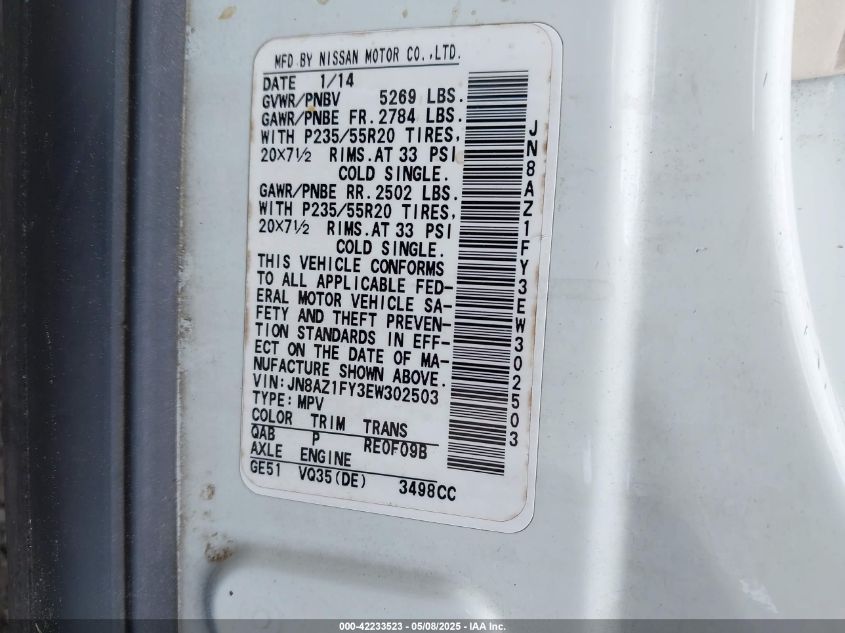 MFD BY NISSAN MOTOR CO.,LTD.
DATE 1/14
GVWR/PNBV 5269 LBS.
GAWR/PNBE FR. 2784 LBS.
WITH P235/55R20 TIRES,
20X7½ RIMS. AT 33 PSI
COLD SINGLE.
GAWR/PNBE RR. 2502 LBS.
WITH P235/55R20 TIRES,
20X7½ RIMS. AT 33 PSI
COLD SINGLE.
THIS VEHICLE CONFORMS
TO ALL APPLICABLE FED-
ERAL MOTOR VEHICLE SA-
FETY AND THEFT PREVEN-
TION STANDARDS IN EFF-
ECT ON THE DATE OF MA-
NUFACTURE SHOWN ABOVE.
VIN:JN8AZ1FY3EW302503
TYPE:MPV
COLOR TRIM TRANS
QAB P RE0F09B
AXLE ENGINE
GE51 VQ35(DE) 3498CC
JN8AZ1FY3EW302503
000-42233523 - 05/08/2025 - IAA Inc.